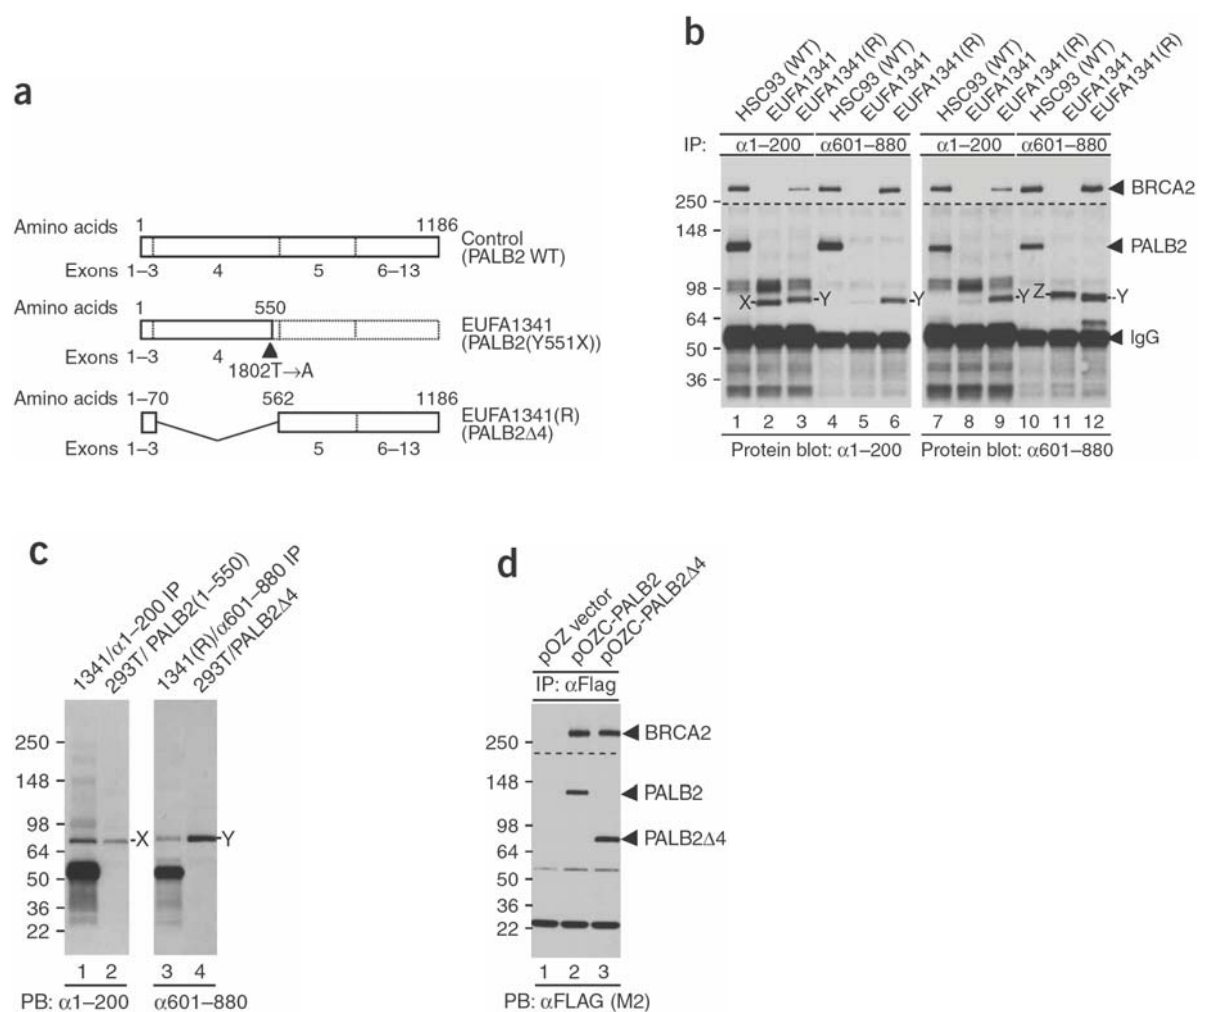 a
Amino acids 1 1186
Control
(PALB2 WT)
Exons 1–3 4 5 6–13
Amino acids 1 550
EUFA1341
(PALB2(Y551X))
Exons 1–3 4
1802T→A
Amino acids 1–70 562 1186
EUFA1341(R)
(PALB2Δ4)
Exons 1–3 5 6–13
b
HSC93 (WT) EUFA1341 EUFA1341(R) HSC93 (WT) EUFA1341 EUFA1341(R) HSC93 (WT) EUFA1341 EUFA1341(R) HSC93 (WT) EUFA1341 EUFA1341(R)
IP: α1–200 α601–880 α1–200 α601–880
BRCA2
250
148
PALB2
98
X Y Y Y Z Y
64
IgG
50
36
1 2 3 4 5 6 7 8 9 10 11 12
Protein blot: α1–200 Protein blot: α601–880
c
1341/α1–200 IP
293T/ PALB2(1–550)
1341(R)/α601–880 IP
293T/PALB2Δ4
250
148
98
X Y
64
50
36
22
1 2 3 4
PB: α1–200 α601–880
d
pOZ vector
pOZC-PALB2
pOZC-PALB2Δ4
IP: αFlag
BRCA2
250
148
PALB2
98
PALB2Δ4
64
50
36
22
1 2 3
PB: αFLAG (M2)